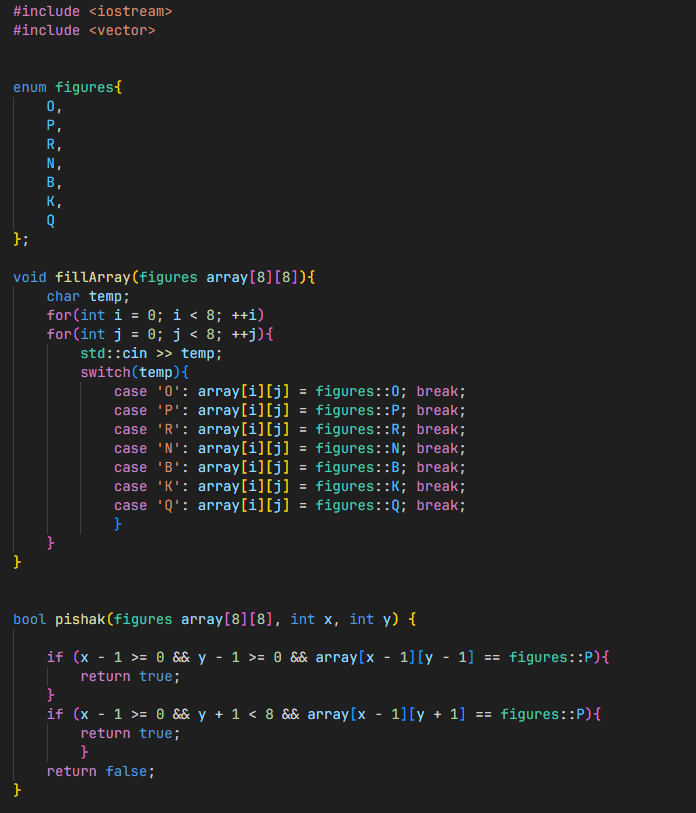 #include <iostream>
#include <vector>
enum figures{
    O,
    P,
    R,
    N,
    B,
    K,
    Q
};
void fillArray(figures array[8][8]){
    char temp;
    for(int i = 0; i < 8; ++i)
    for(int j = 0; j < 8; ++j){
        std::cin >> temp;
        switch(temp){
            case 'O': array[i][j] = figures::O; break;
            case 'P': array[i][j] = figures::P; break;
            case 'R': array[i][j] = figures::R; break;
            case 'N': array[i][j] = figures::N; break;
            case 'B': array[i][j] = figures::B; break;
            case 'K': array[i][j] = figures::K; break;
            case 'Q': array[i][j] = figures::Q; break;
            }
    }
}
bool pishak(figures array[8][8], int x, int y) {
    if (x - 1 >= 0 && y - 1 >= 0 && array[x - 1][y - 1] == figures::P){
        return true;
    }
    if (x - 1 >= 0 && y + 1 < 8 && array[x - 1][y + 1] == figures::P){
        return true;
        }
    return false;
}